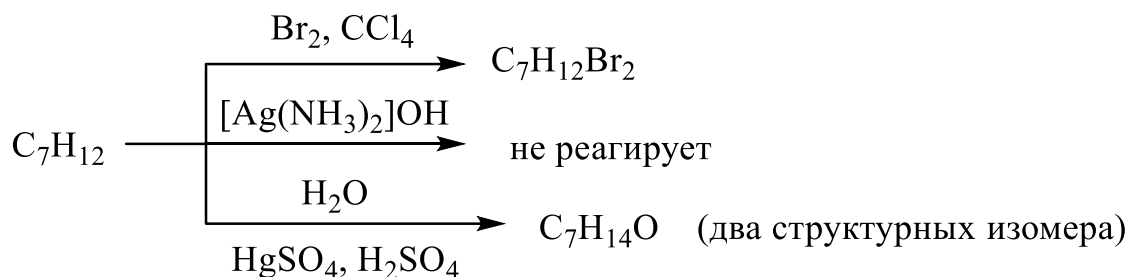 Br₂, CCl₄
C₇H₁₂Br₂
[Ag(NH₃)₂]OH
C₇H₁₂
не реагирует
H₂O
C₇H₁₄O (два структурных изомера)
HgSO₄, H₂SO₄